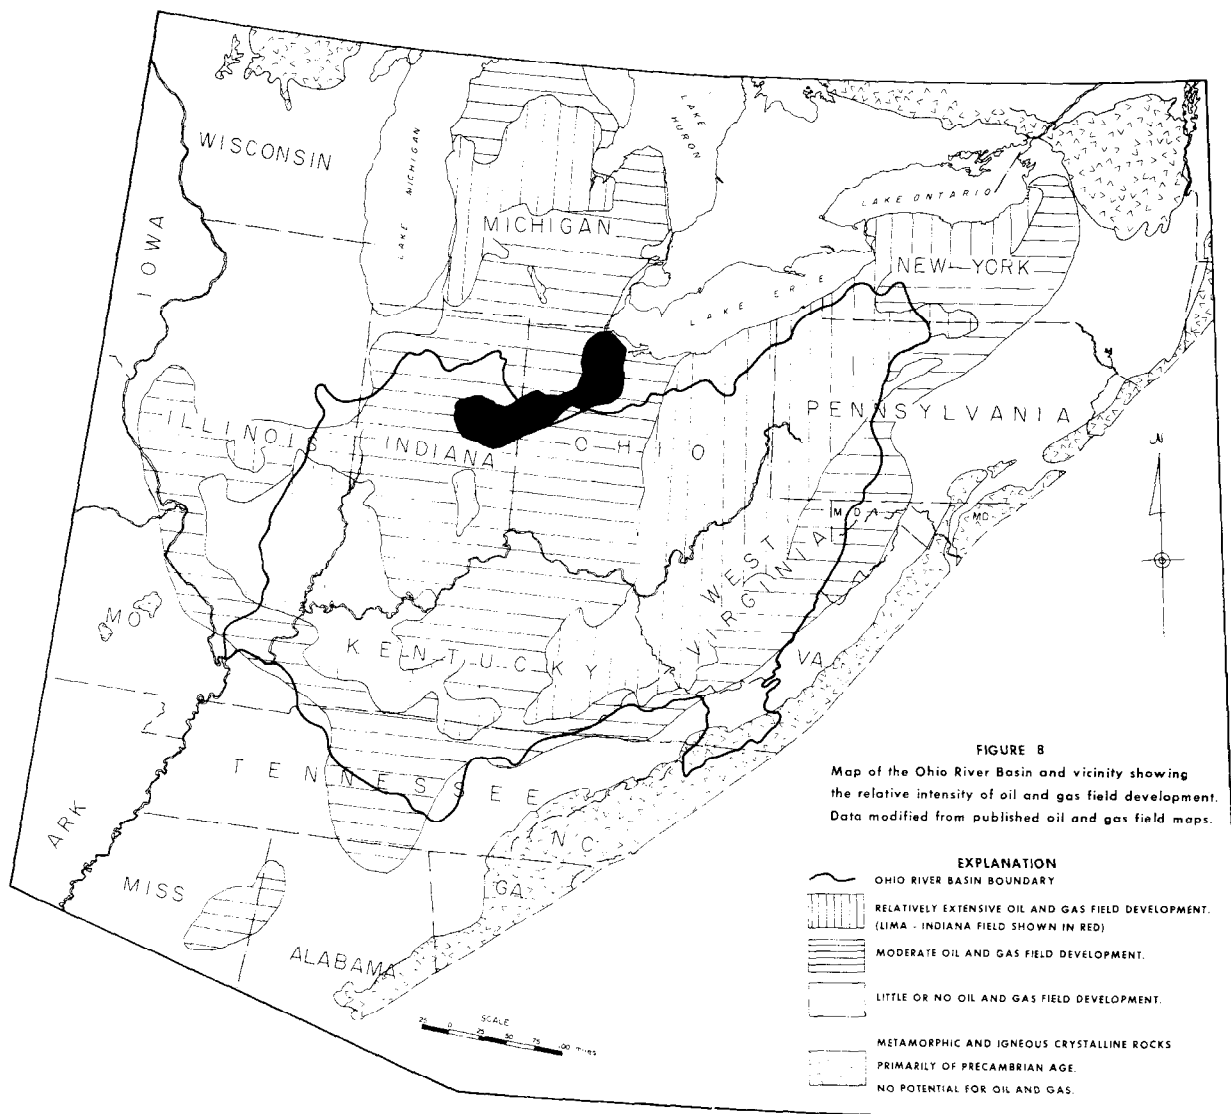 WISCONSIN
LAKE MICHIGAN
LAKE HURON
MICHIGAN
LAKE ONTARIO
NEW YORK
IOWA
LAKE ERIE
PENNSYLVANIA
ILLINOIS
INDIANA
OHIO
N
MD
MD
WEST VIRGINIA
MO
KENTUCKY
VA
TENNESSEE
ARK
N C
MISS
GA
ALABAMA
FIGURE 8
Map of the Ohio River Basin and vicinity showing
the relative intensity of oil and gas field development.
Data modified from published oil and gas field maps.
EXPLANATION
OHIO RIVER BASIN BOUNDARY
RELATIVELY EXTENSIVE OIL AND GAS FIELD DEVELOPMENT.
(LIMA - INDIANA FIELD SHOWN IN RED)
MODERATE OIL AND GAS FIELD DEVELOPMENT.
LITTLE OR NO OIL AND GAS FIELD DEVELOPMENT.
METAMORPHIC AND IGNEOUS CRYSTALLINE ROCKS
PRIMARILY OF PRECAMBRIAN AGE.
NO POTENTIAL FOR OIL AND GAS.
SCALE
25 0 25 50 75 100 miles